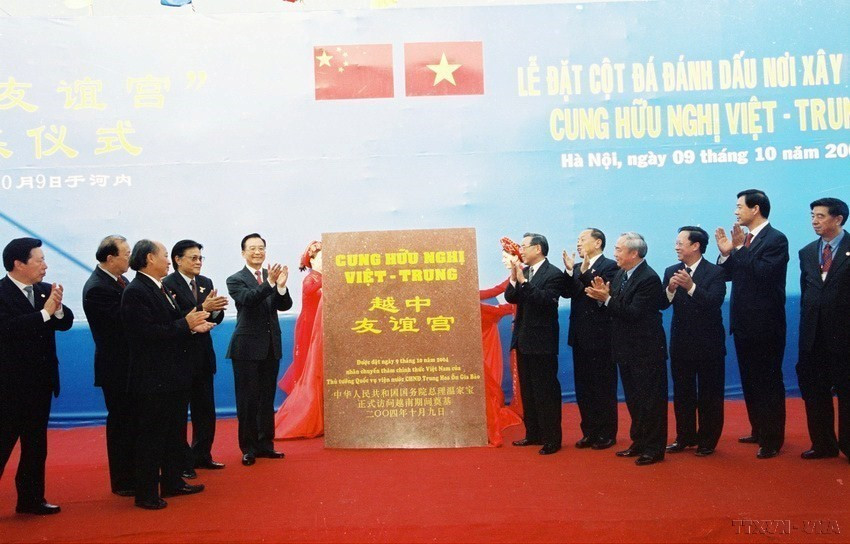 友谊宫”
仪式
0月9日于河内
LỄ ĐẶT CỘT ĐÁ ĐÁNH DẤU NƠI XÂY
CUNG HỮU NGHỊ VIỆT - TRUN
Hà Nội, ngày 09 tháng 10 năm 200
CUNG HỮU NGHỊ
VIỆT - TRUNG
越中
友谊宫
Được đặt ngày 9 tháng 10 năm 2004
nhân chuyến thăm chính thức Việt Nam của
Thủ tướng Quốc vụ viện nước CHND Trung Hoa Ôn Gia Bảo
中华人民共和国国务院总理温家宝
正式访问越南期间奠基
二〇〇四年十月九日
TTXVN - VNA